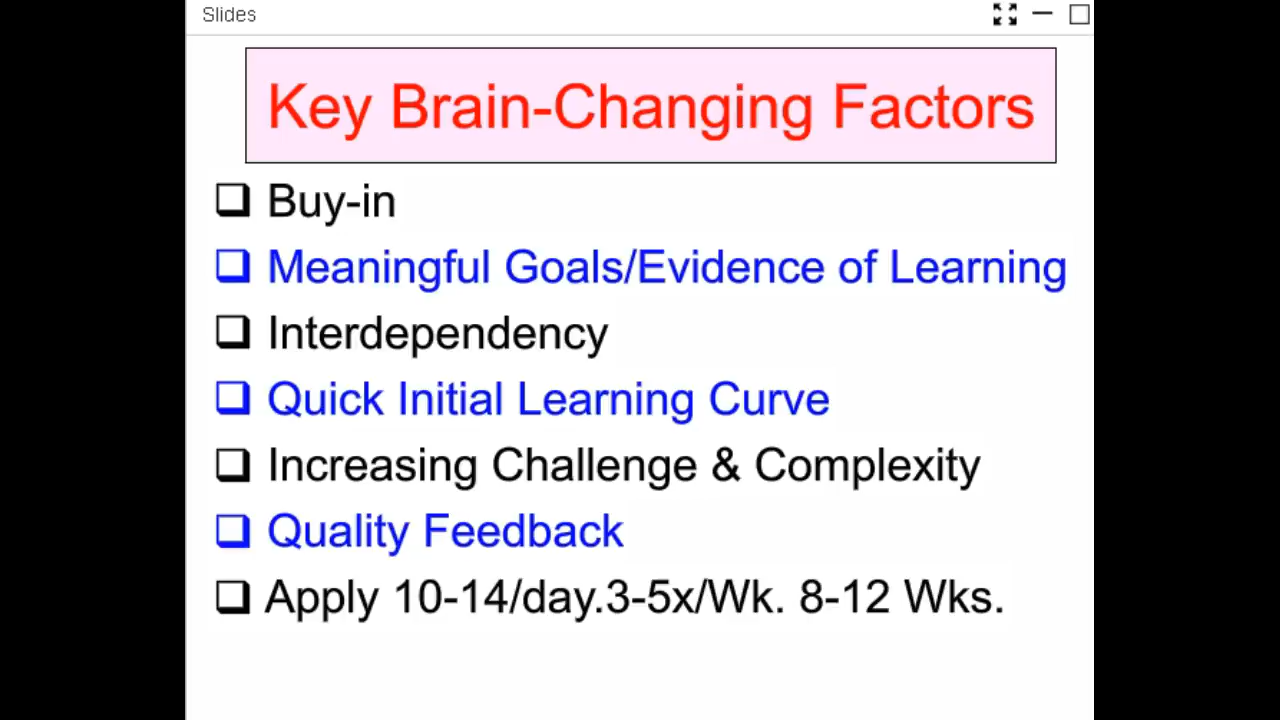 Slides
Key Brain-Changing Factors
Buy-in
Meaningful Goals/Evidence of Learning
Interdependency
Quick Initial Learning Curve
Increasing Challenge & Complexity
Quality Feedback
Apply 10-14/day.3-5x/Wk. 8-12 Wks.